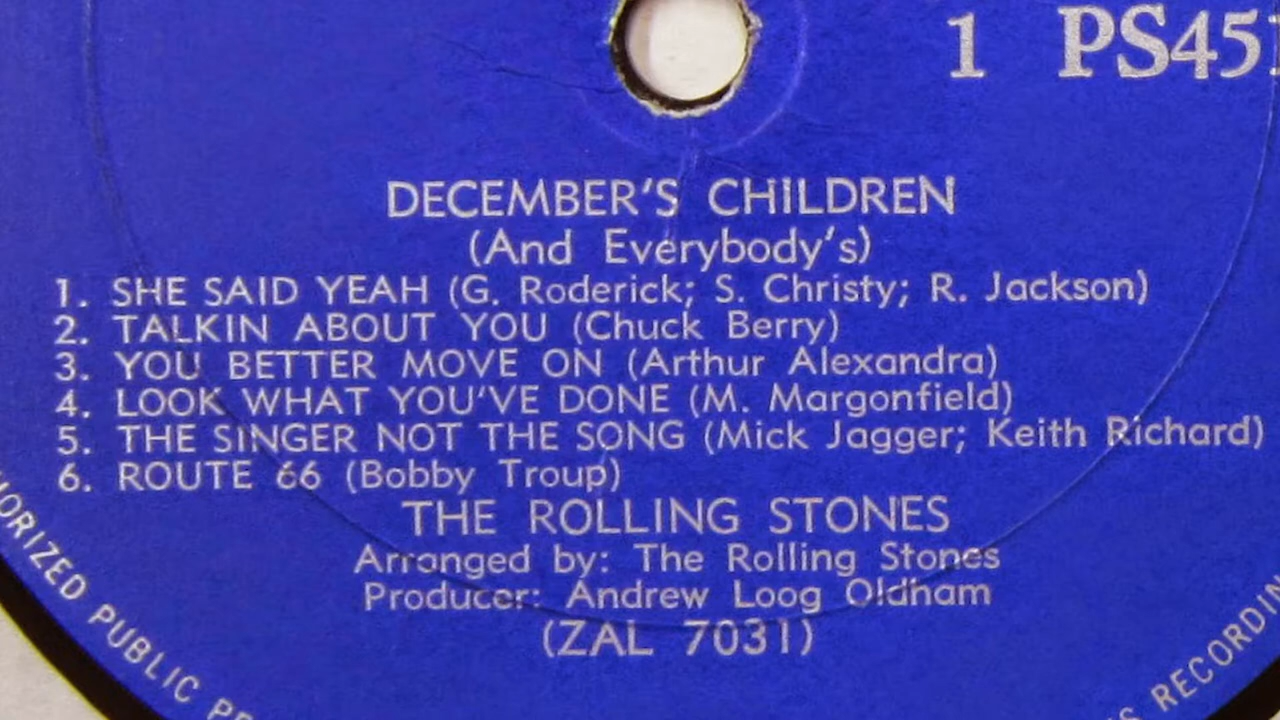 1 PS451
DECEMBER'S CHILDREN
(And Everybody's)
1. SHE SAID YEAH (G. Roderick; S. Christy; R. Jackson)
2. TALKIN ABOUT YOU (Chuck Berry)
3. YOU BETTER MOVE ON (Arthur Alexandra)
4. LOOK WHAT YOU'VE DONE (M. Margonfield)
5. THE SINGER NOT THE SONG (Mick Jagger; Keith Richard)
6. ROUTE 66 (Bobby Troup)
THE ROLLING STONES
Arranged by: The Rolling Stones
Producer: Andrew Loog Oldham
(ZAL 7031)
HORIZED PUBLIC
RECORDIN